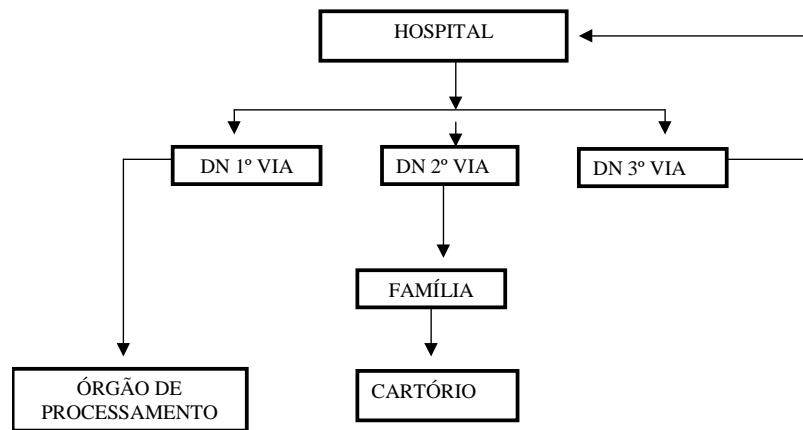 HOSPITAL
DN 1º VIA
DN 2º VIA
DN 3º VIA
FAMÍLIA
ÓRGÃO DE
PROCESSAMENTO
CARTÓRIO